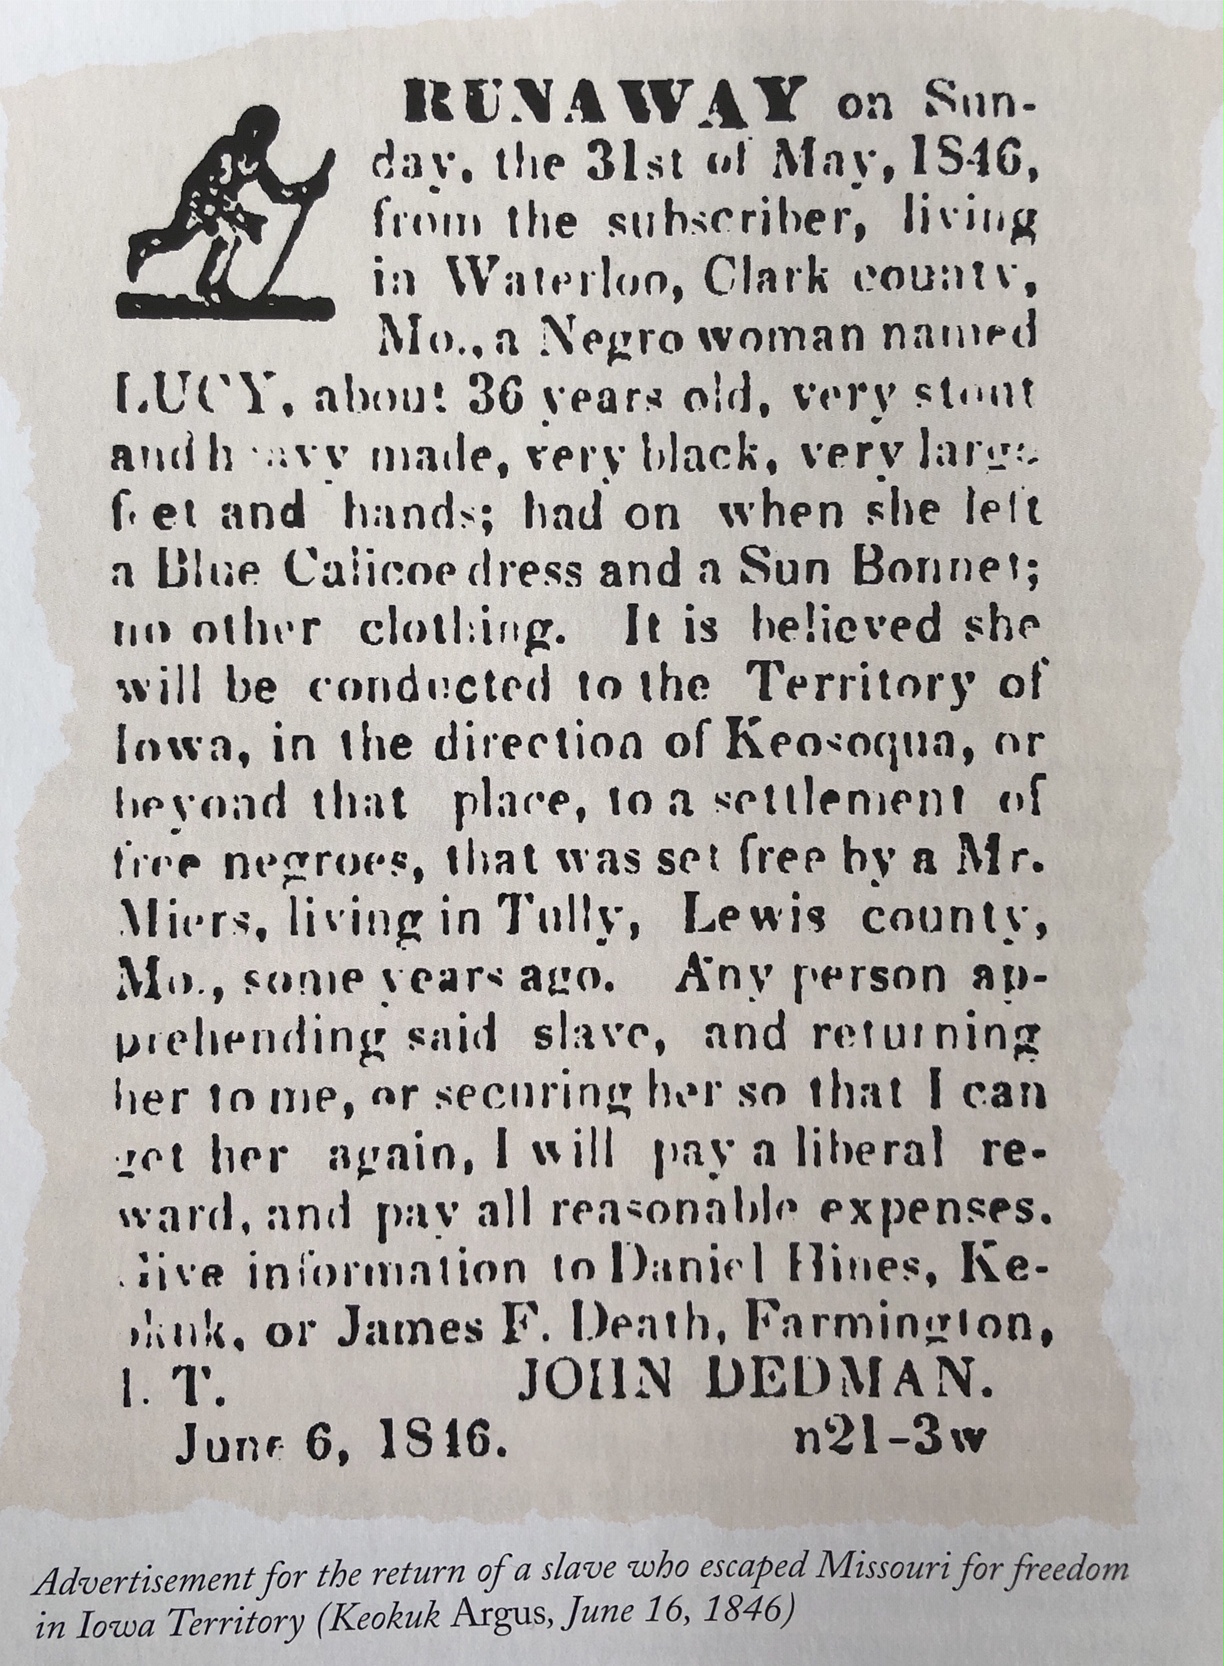 RUNAWAY on Sun-
day, the 31st of May, 1846,
from the subscriber, living
in Waterloo, Clark county,
Mo., a Negro woman named
LUCY, about 36 years old, very stout
and heavy made, very black, very large
feet and hands; had on when she left
a Blue Calicoe dress and a Sun Bonnet;
no other clothing. It is believed she
will be conducted to the Territory of
Iowa, in the direction of Keosoqua, or
beyond that place, to a settlement of
free negroes, that was set free by a Mr.
Miers, living in Tully, Lewis county,
Mo., some years ago. Any person ap-
prehending said slave, and returning
her to me, or securing her so that I can
get her again, I will pay a liberal re-
ward, and pay all reasonable expenses.
Give information to Daniel Hines, Ke-
okuk, or James F. Death, Farmington,
I. T. JOHN DEDMAN.
June 6, 1846. n21-3w
Advertisement for the return of a slave who escaped Missouri for freedom
in Iowa Territory (Keokuk Argus, June 16, 1846)